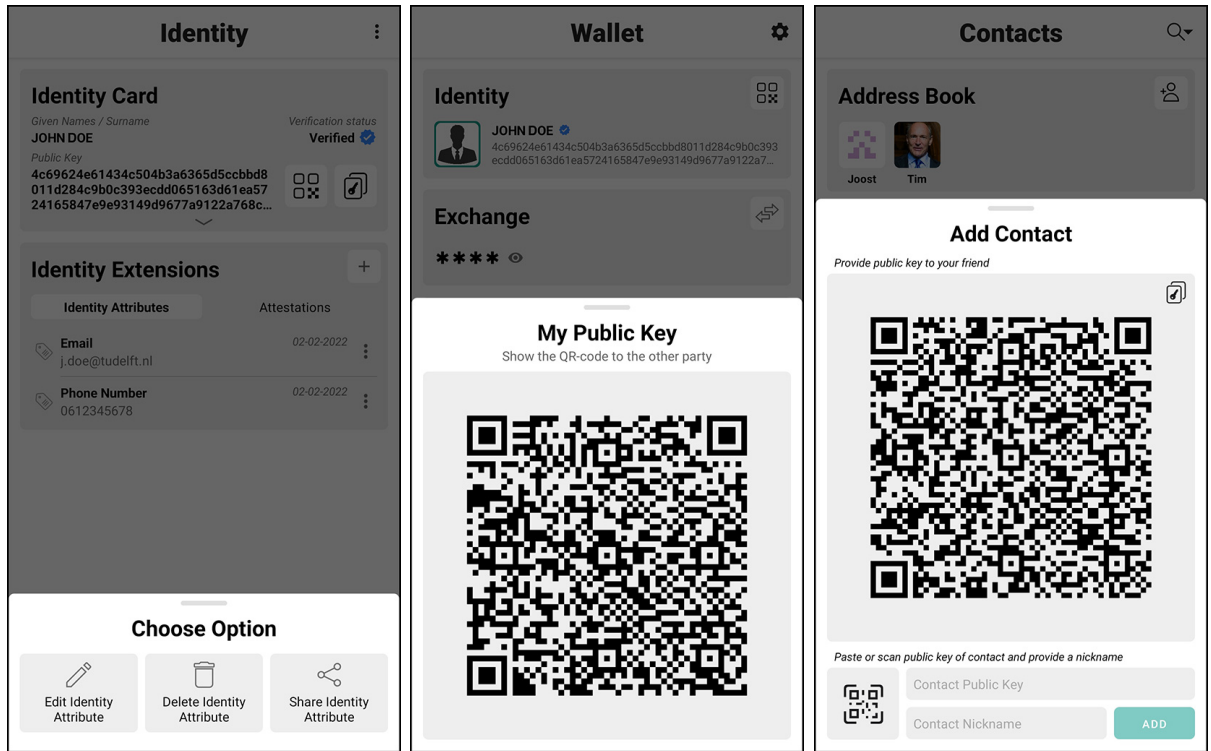 Identity
Identity Card
Given Names / Surname
Verification status
JOHN DOE
Verified
Public Key
4c69624e61434c504b3a6365d5ccbbd8
011d284c9b0c393ecdd065163d61ea57
24165847e9e93149d9677a9122a768c...
Identity Extensions
Identity Attributes
Attestations
Email
02-02-2022
j.doe@tudelft.nl
Phone Number
02-02-2022
0612345678
Choose Option
Edit Identity
Attribute
Delete Identity
Attribute
Share Identity
Attribute
Wallet
Identity
JOHN DOE
4c69624e61434c504b3a6365d5ccbbd8011d284c9b0c393
ecdd065163d61ea5724165847e9e93149d9677a9122a7...
Exchange
****
My Public Key
Show the QR-code to the other party
Contacts
Address Book
Joost
Tim
Add Contact
Provide public key to your friend
Paste or scan public key of contact and provide a nickname
Contact Public Key
Contact Nickname
ADD